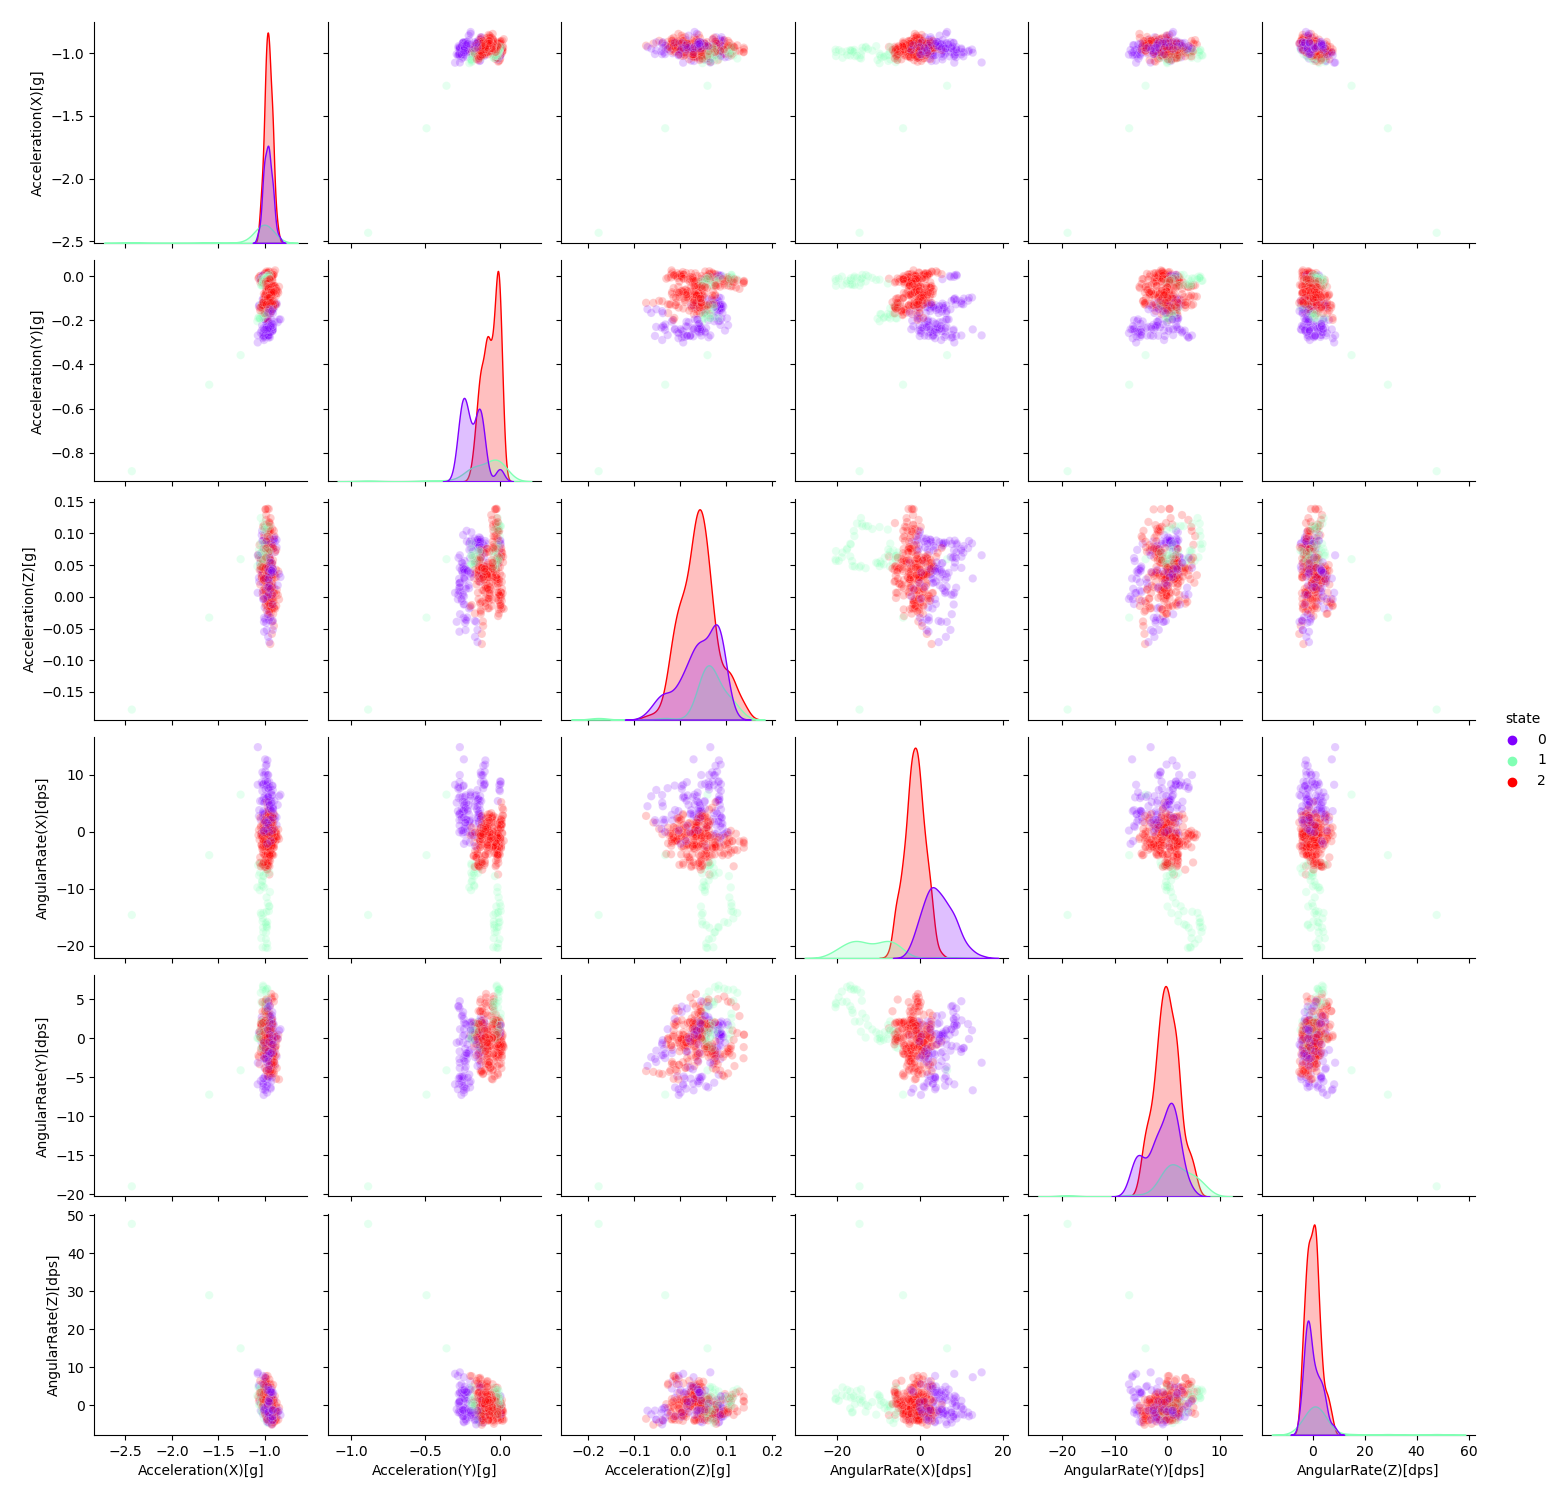 Acceleration(X)[g]
−1.0
−1.5
−2.0
−2.5
Acceleration(Y)[g]
0.0
−0.2
−0.4
−0.6
−0.8
Acceleration(Z)[g]
0.15
0.10
0.05
0.00
−0.05
−0.10
−0.15
AngularRate(X)[dps]
10
0
−10
−20
AngularRate(Y)[dps]
5
0
−5
−10
−15
−20
AngularRate(Z)[dps]
50
40
30
20
10
0
−2.5 −2.0 −1.5 −1.0
Acceleration(X)[g]
−1.0 −0.5 0.0
Acceleration(Y)[g]
−0.2 −0.1 0.0 0.1 0.2
Acceleration(Z)[g]
−20 0 20
AngularRate(X)[dps]
−20 −10 0 10
AngularRate(Y)[dps]
0 20 40 60
AngularRate(Z)[dps]
state
0
1
2